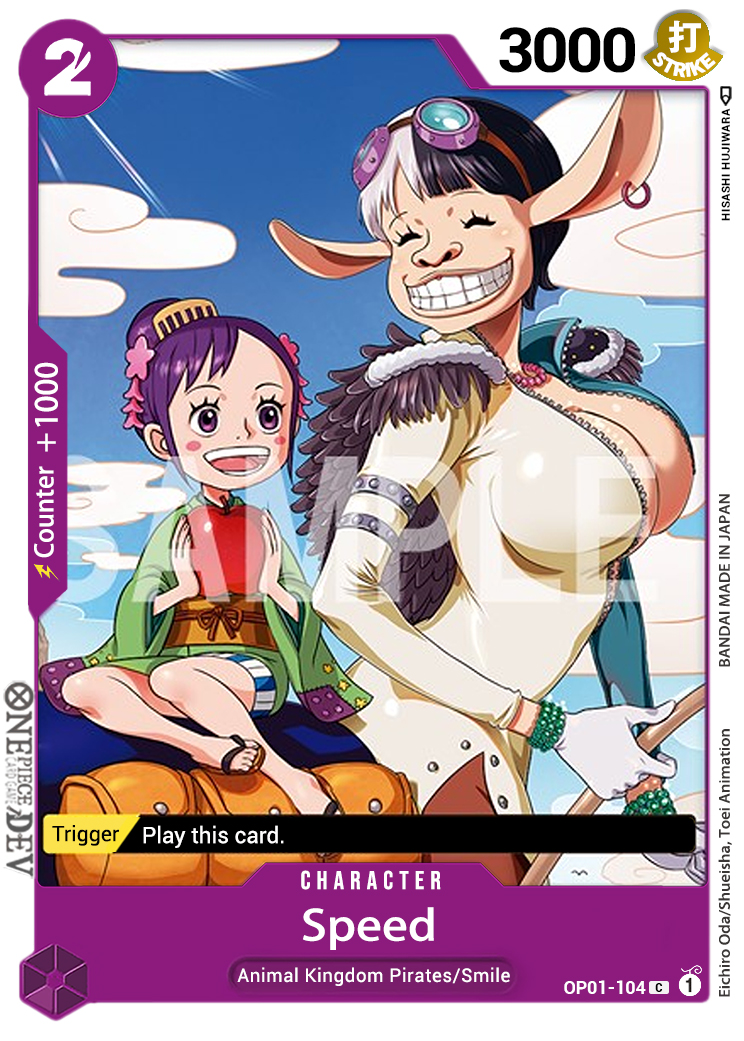 2
3000
打
STRIKE
HISASHI HUJIWARA
Counter +1000
SAMPLE
BANDAI MADE IN JAPAN
ONE PIECE
CARD GAME
/DEV
Trigger Play this card.
CHARACTER
Speed
Animal Kingdom Pirates/Smile
OP01-104 C 1
Eichiro Oda/Shueisha, Toei Animation